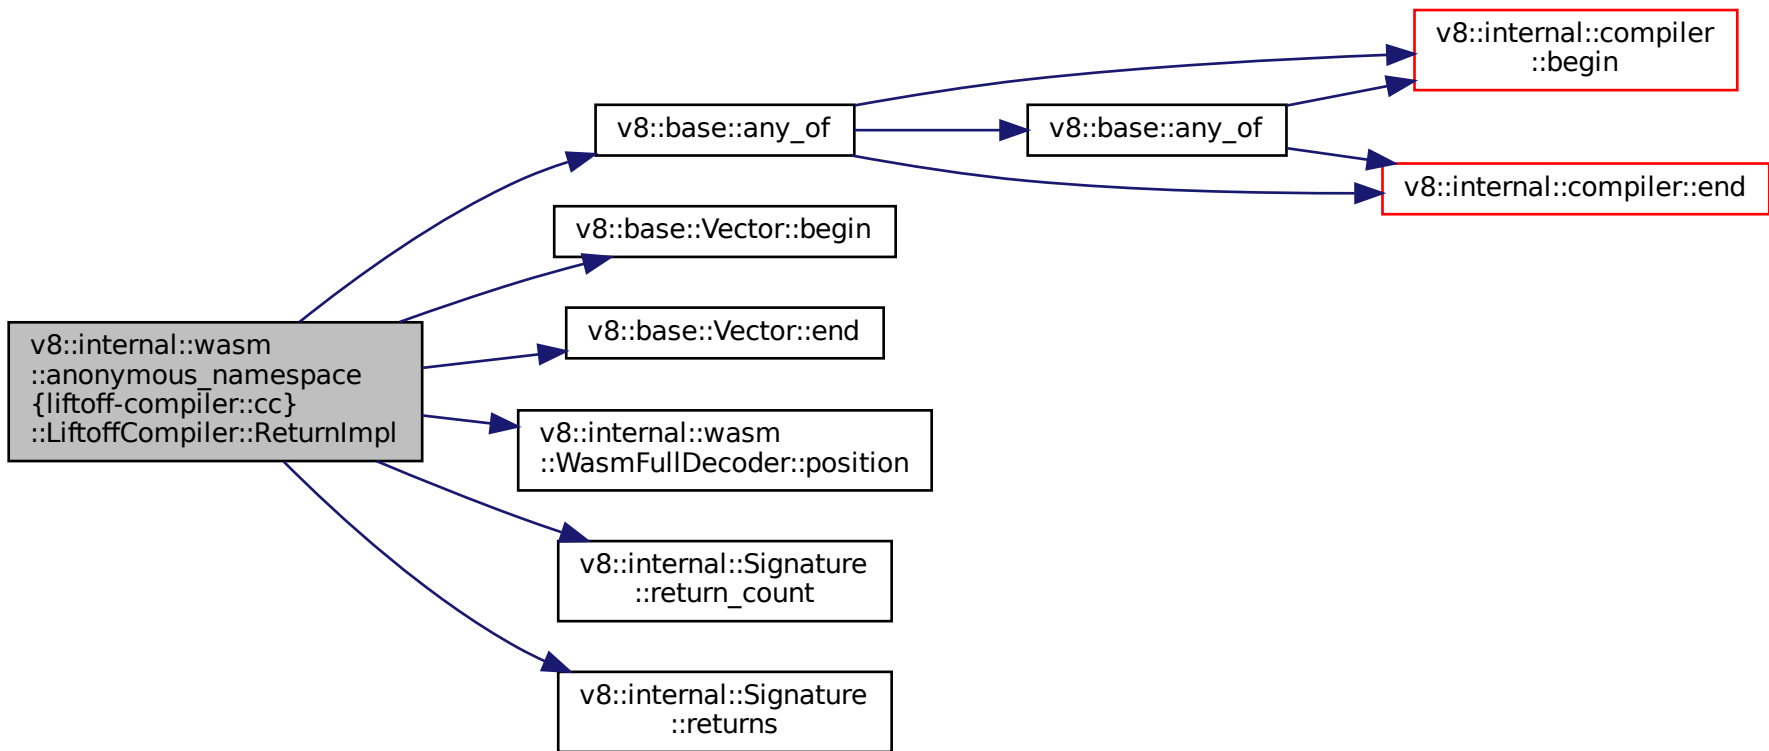 v8::internal::wasm
::anonymous_namespace
{liftoff-compiler::cc}
::LiftoffCompiler::ReturnImpl
v8::base::any_of
v8::base::any_of
v8::internal::compiler
::begin
v8::internal::compiler::end
v8::base::Vector::begin
v8::base::Vector::end
v8::internal::wasm
::WasmFullDecoder::position
v8::internal::Signature
::return_count
v8::internal::Signature
::returns